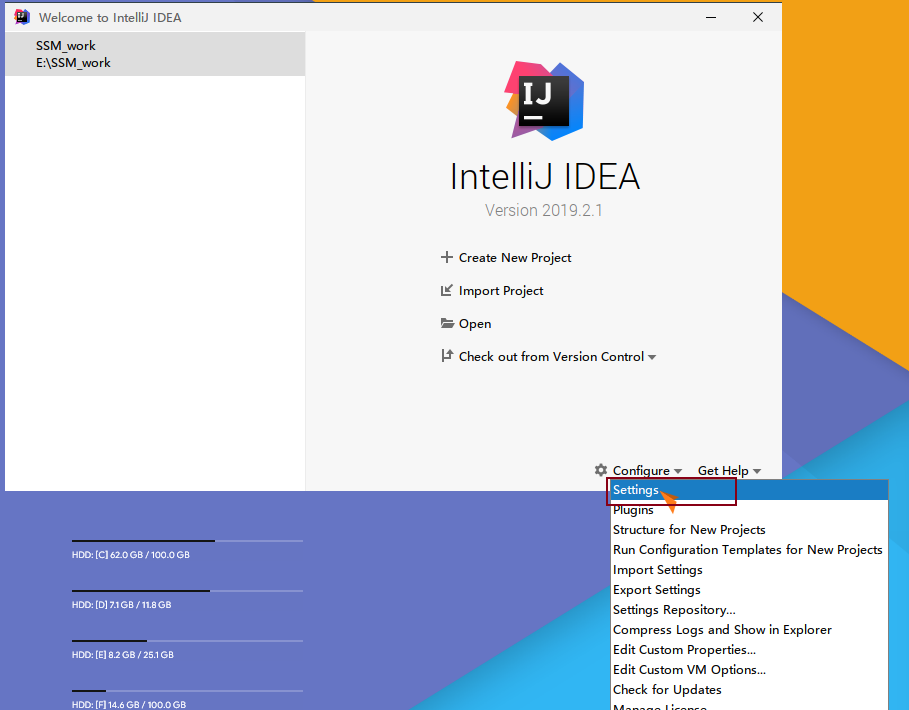 Welcome to IntelliJ IDEA
SSM_work
E:\SSM_work
IJ
IntelliJ IDEA
Version 2019.2.1
Create New Project
Import Project
Open
Check out from Version Control
Configure
Get Help
Settings
Plugins
Structure for New Projects
Run Configuration Templates for New Projects
Import Settings
Export Settings
Settings Repository...
Compress Logs and Show in Explorer
Edit Custom Properties...
Edit Custom VM Options...
Check for Updates
Manage License...
HDD: [C] 62.0 GB / 100.0 GB
HDD: [D] 7.1 GB / 11.8 GB
HDD: [E] 8.2 GB / 25.1 GB
HDD: [F] 14.6 GB / 100.0 GB